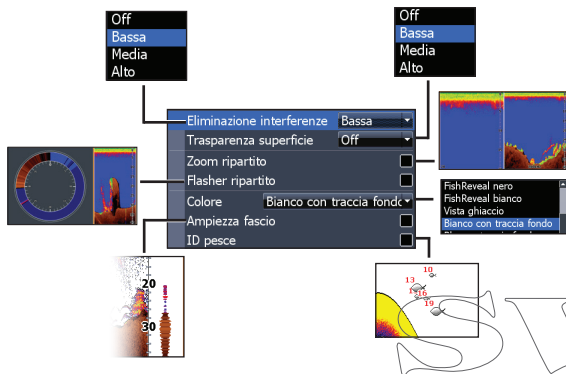 Off
Bassa
Media
Alto
Off
Bassa
Media
Alto
Eliminazione interferenze Bassa
Trasparenza superficie Off
Zoom ripartito
Flasher ripartito
Colore Bianco con traccia fondo
Ampiezza fascio
ID pesce
FishReveal nero
FishReveal bianco
Vista ghiaccio
Bianco con traccia fondo
20
30
10
13
16
19
SV